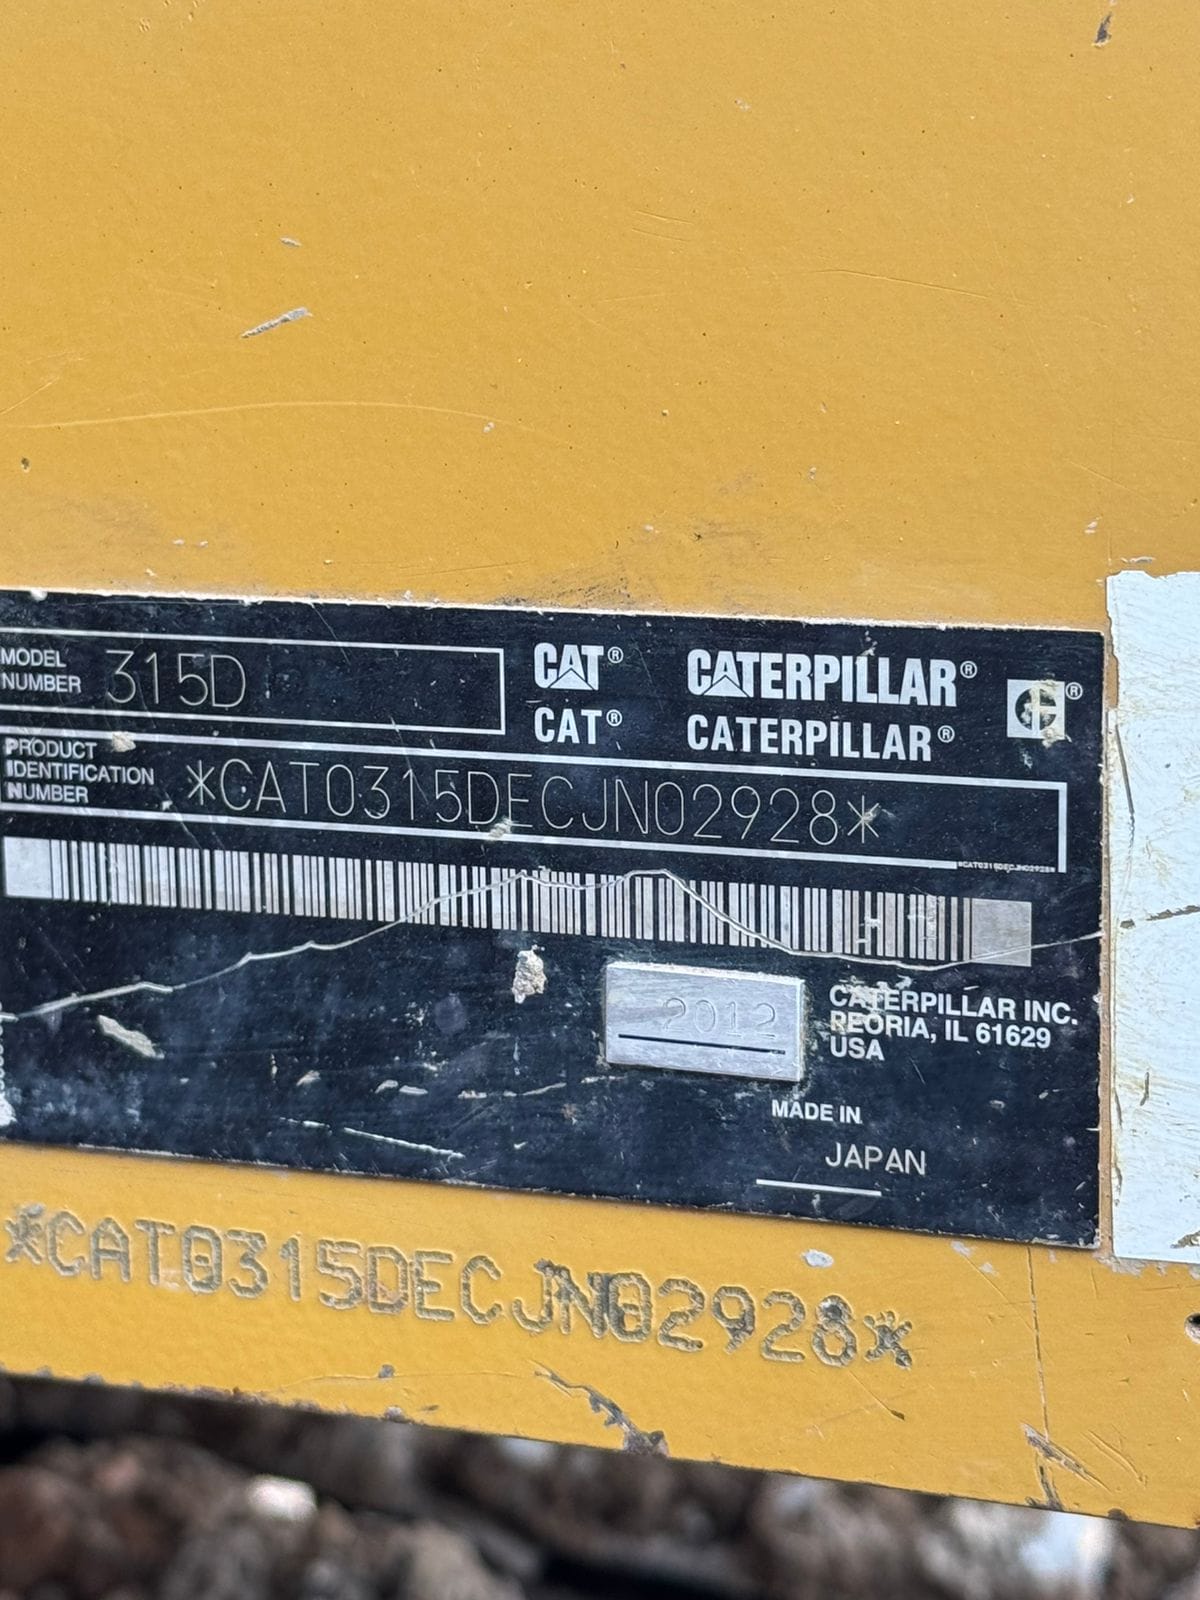 MODEL NUMBER 315D
CAT® CATERPILLAR®
CAT® CATERPILLAR®
PRODUCT IDENTIFICATION NUMBER *CAT0315DECJN02928*
*CAT0315DECJN02928*
2012
CATERPILLAR INC.
PEORIA, IL 61629
USA
MADE IN
JAPAN
*CAT0315DECJN02928*